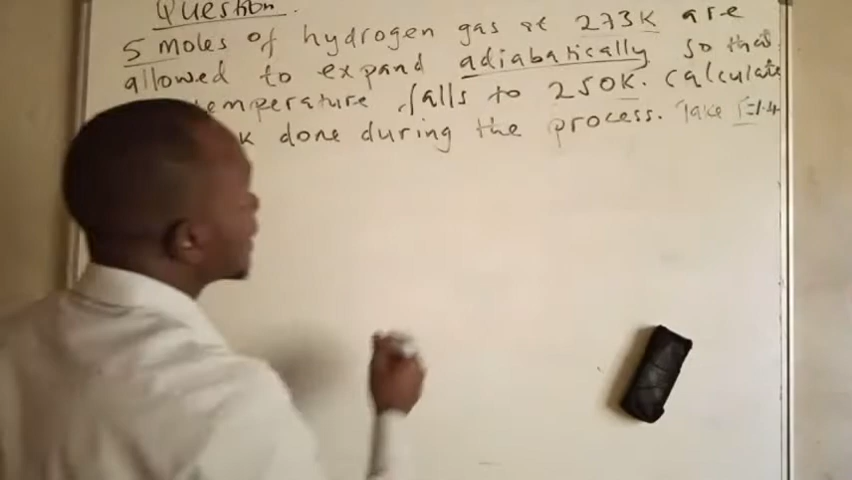 Question.
5 moles of hydrogen gas at 273K are
allowed to expand adiabatically so that
temperature falls to 250K. Calculate
done during the process. Take Γ=1.4